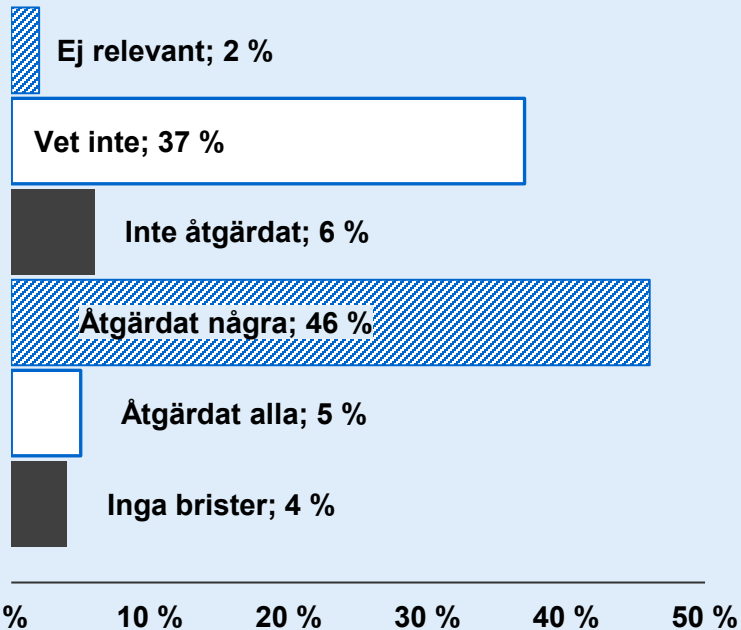 Ej relevant; 2 %
Vet inte; 37 %
Inte åtgärdat; 6 %
Åtgärdat några; 46 %
Åtgärdat alla; 5 %
Inga brister; 4 %
% 10 % 20 % 30 % 40 % 50 %